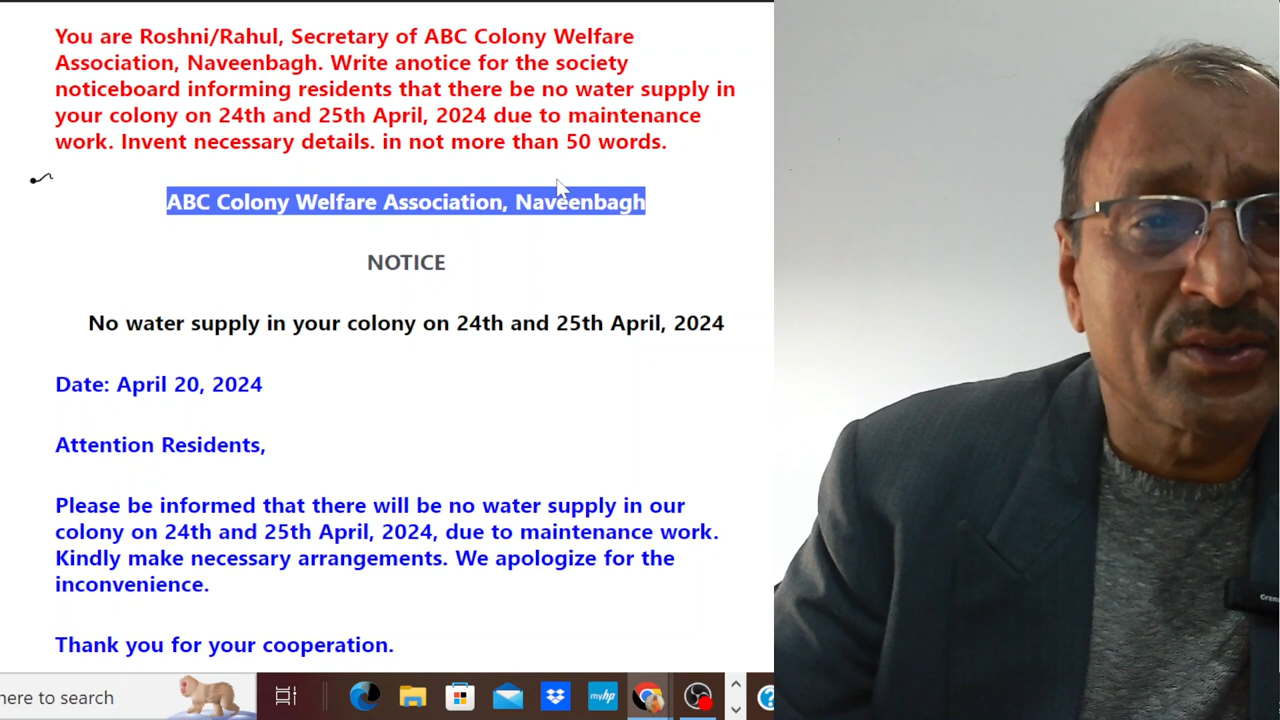 You are Roshni/Rahul, Secretary of ABC Colony Welfare
Association, Naveenbagh. Write anotice for the society
noticeboard informing residents that there be no water supply in
your colony on 24th and 25th April, 2024 due to maintenance
work. Invent necessary details. in not more than 50 words.
ABC Colony Welfare Association, Naveenbagh
NOTICE
No water supply in your colony on 24th and 25th April, 2024
Date: April 20, 2024
Attention Residents,
Please be informed that there will be no water supply in our
colony on 24th and 25th April, 2024, due to maintenance work.
Kindly make necessary arrangements. We apologize for the
inconvenience.
Thank you for your cooperation.
here to search
myhp